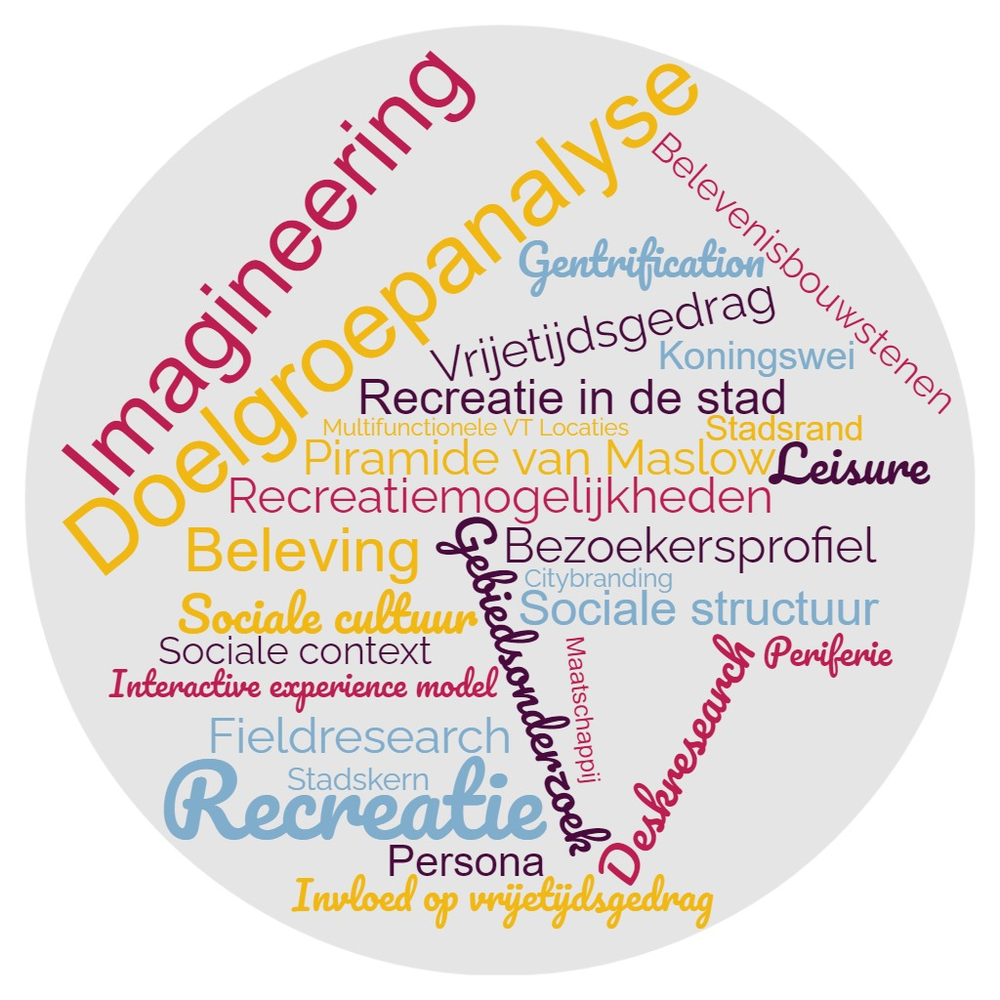 Imagineering
Doelgroepanalyse
Belevenisbouwstenen
Gentrification
Vrijetijdsgedrag
Koningswei
Recreatie in de stad
Multifunctionele VT Locaties
Stadsrand
Piramide van Maslow
Leisure
Recreatiemogelijkheden
Beleving
Gebiedsonderzoek
Bezoekersprofiel
Citybranding
Sociale cultuur
Sociale structuur
Sociale context
Maatschappij
Deskresearch
Periferie
Interactive experience model
Fieldresearch
Stadskern
Recreatie
Persona
Invloed op vrijetijdsgedrag